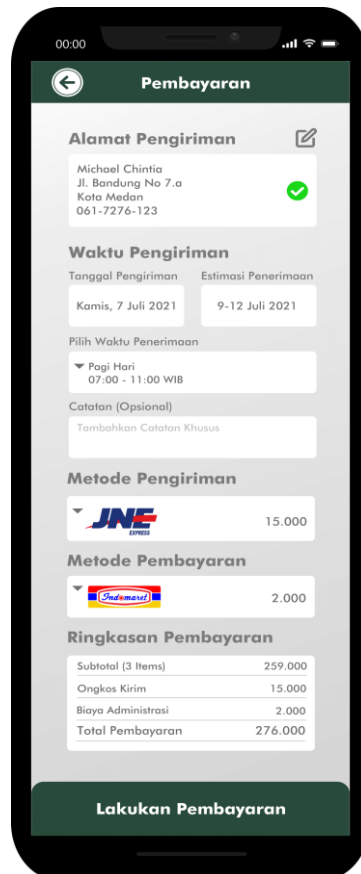 00:00
Pembayaran
Alamat Pengiriman
Michael Chintia
Jl. Bandung No 7.a
Kota Medan
061-7276-123
Waktu Pengiriman
Tanggal Pengiriman Estimasi Penerimaan
Kamis, 7 Juli 2021 9-12 Juli 2021
Pilih Waktu Penerimaan
Pagi Hari
07:00 - 11:00 WIB
Catatan (Opsional)
Tambahkan Catatan Khusus
Metode Pengiriman
JNE
EXPRESS
15.000
Metode Pembayaran
Indomaret
2.000
Ringkasan Pembayaran
Subtotal (3 Items) 259.000
Ongkos Kirim 15.000
Biaya Administrasi 2.000
Total Pembayaran 276.000
Lakukan Pembayaran